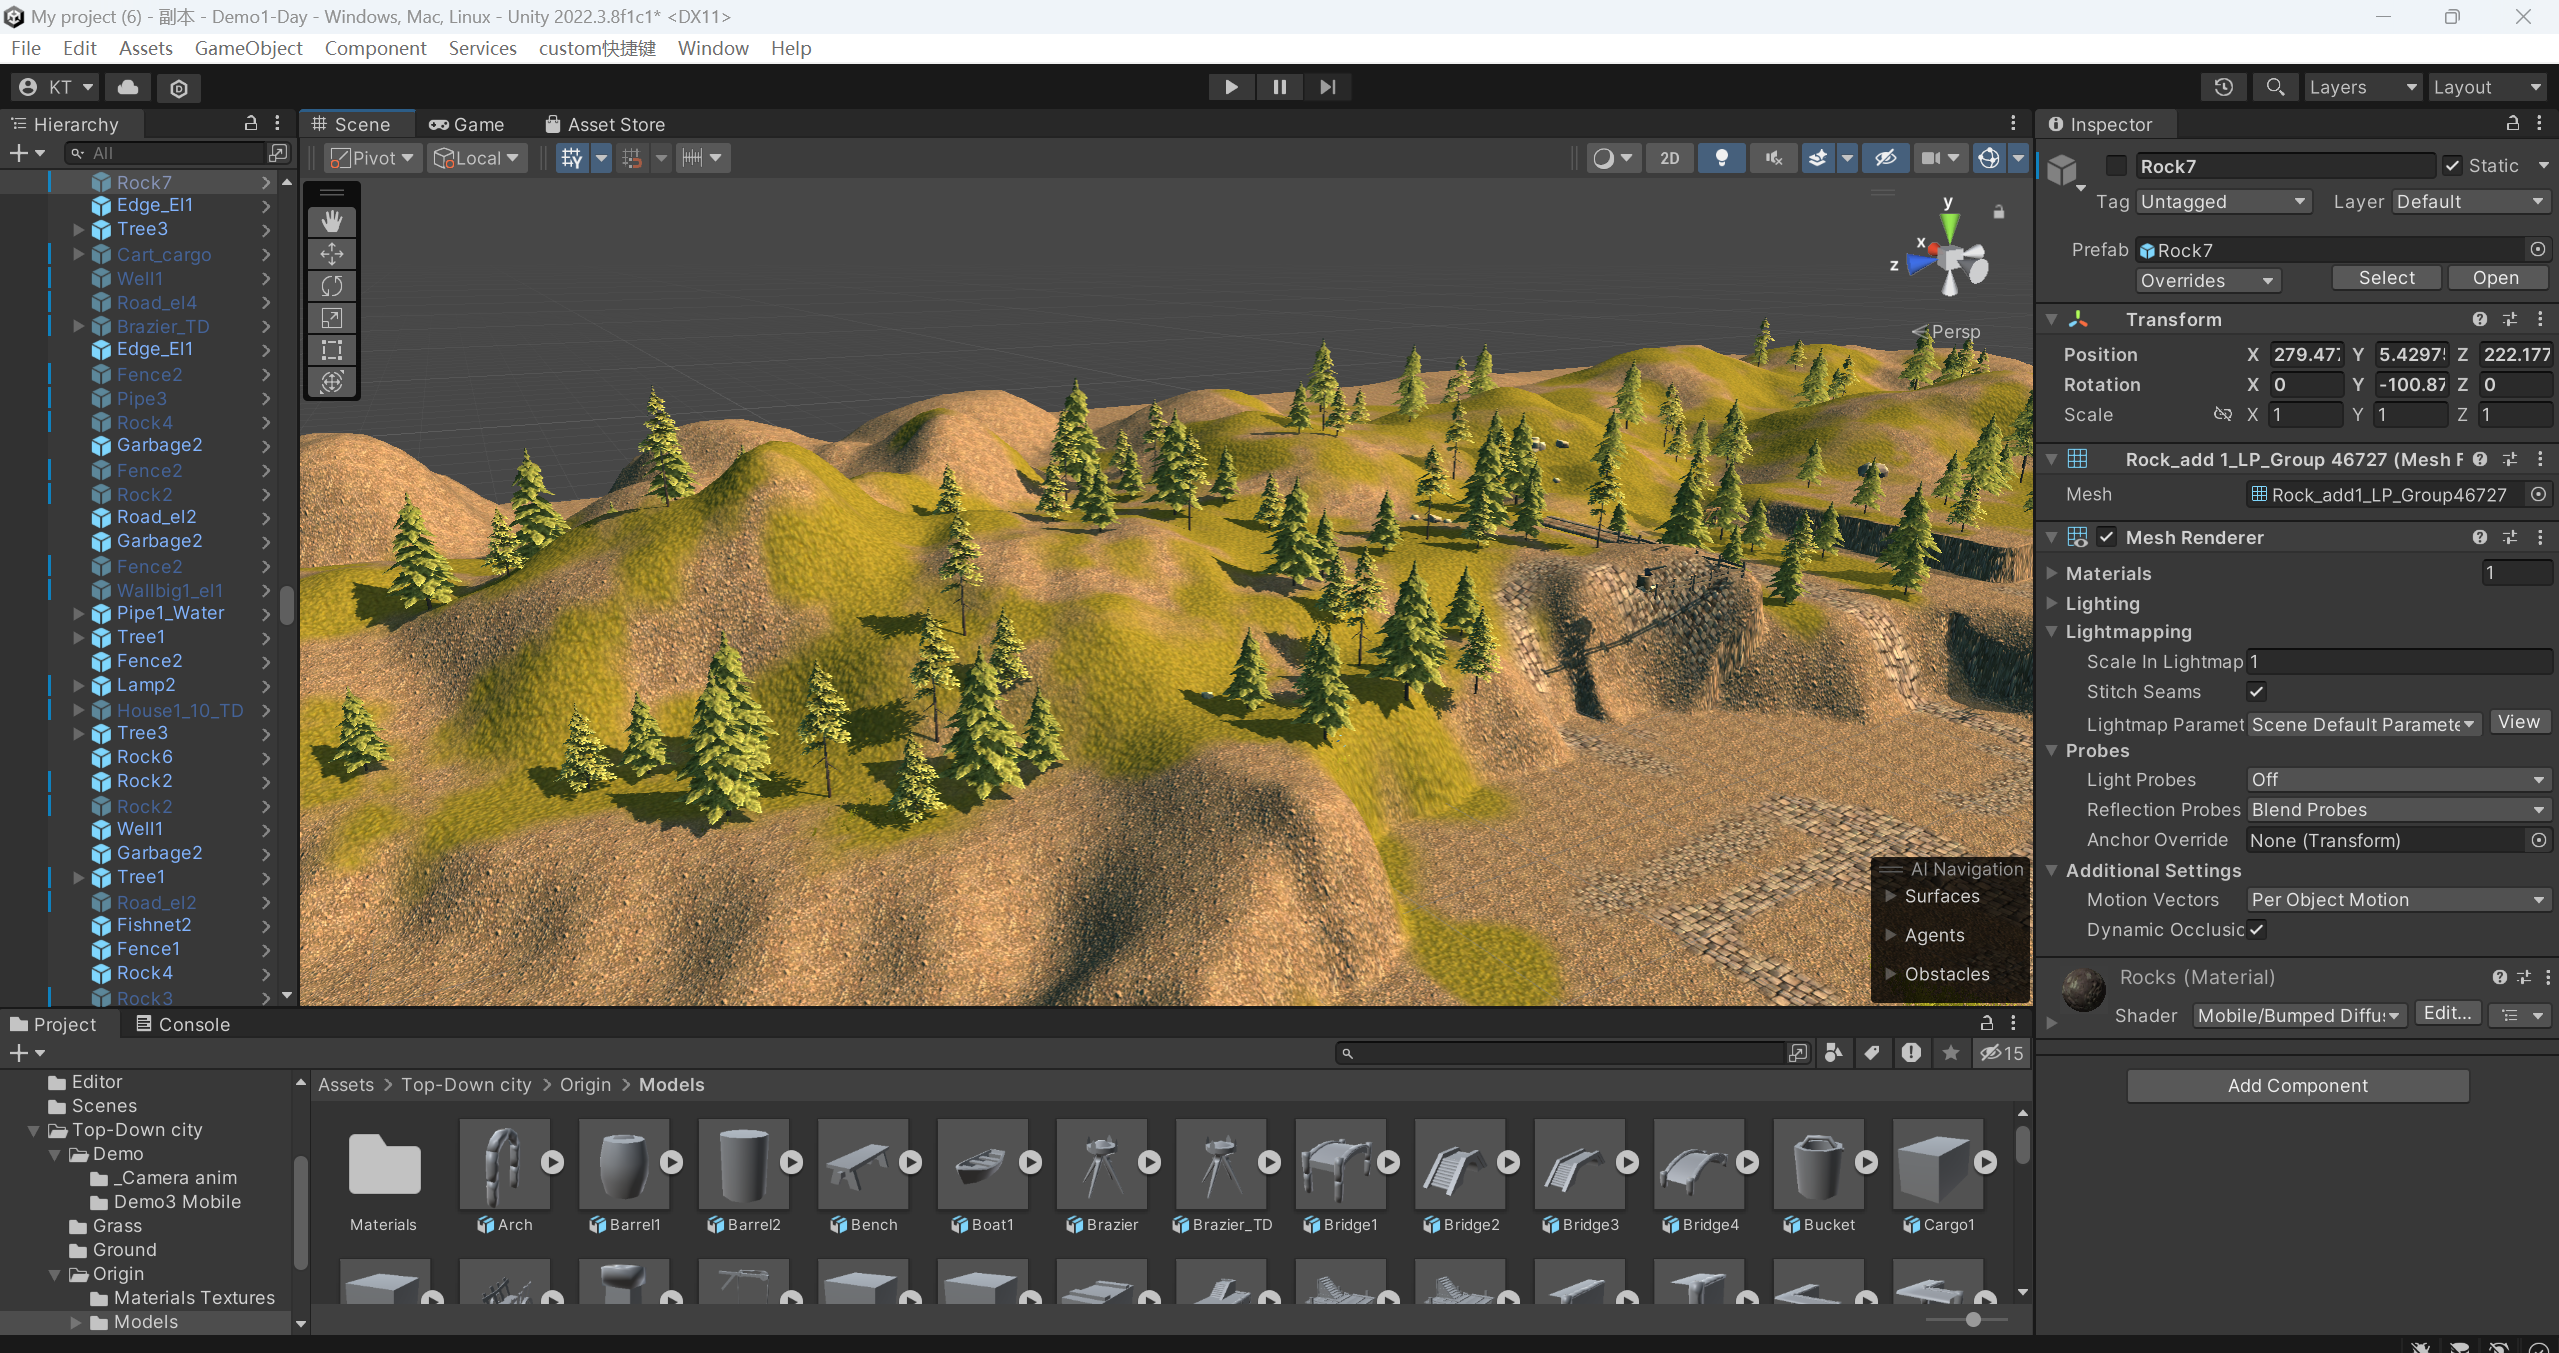 My project (6) - 副本 - Demo1-Day - Windows, Mac, Linux - Unity 2022.3.8f1c1* <DX11>
File Edit Assets GameObject Component Services custom快捷键 Window Help
KT
Layers
Layout
Hierarchy
All
Rock7
Edge_El1
Tree3
Cart_cargo
Well1
Road_el4
Brazier_TD
Edge_El1
Fence2
Pipe3
Rock4
Garbage2
Fence2
Rock2
Road_el2
Garbage2
Fence2
Wallbig1_el1
Pipe1_Water
Tree1
Fence2
Lamp2
House1_10_TD
Tree3
Rock6
Rock2
Rock2
Well1
Garbage2
Tree1
Road_el2
Fishnet2
Fence1
Rock4
Rock3
Scene Game Asset Store
Pivot Local
2D
y
x
z
Persp
AI Navigation
Surfaces
Agents
Obstacles
Inspector
Rock7
Static
Tag Untagged Layer Default
Prefab Rock7
Overrides Select Open
Transform
Position X 279.47 Y 5.4297 Z 222.177
Rotation X 0 Y -100.87 Z 0
Scale X 1 Y 1 Z 1
Rock_add 1_LP_Group 46727 (Mesh F
Mesh Rock_add1_LP_Group46727
Mesh Renderer
Materials 1
Lighting
Lightmapping
Scale In Lightmap 1
Stitch Seams
Lightmap Paramet Scene Default Paramete View
Probes
Light Probes Off
Reflection Probes Blend Probes
Anchor Override None (Transform)
Additional Settings
Motion Vectors Per Object Motion
Dynamic Occlusic
Rocks (Material)
Shader Mobile/Bumped Diffu Edit...
Add Component
Project Console
15
Editor
Scenes
Top-Down city
Demo
_Camera anim
Demo3 Mobile
Grass
Ground
Origin
Materials Textures
Models
Assets > Top-Down city > Origin > Models
Materials Arch Barrel1 Barrel2 Bench Boat1 Brazier Brazier_TD Bridge1 Bridge2 Bridge3 Bridge4 Bucket Cargo1